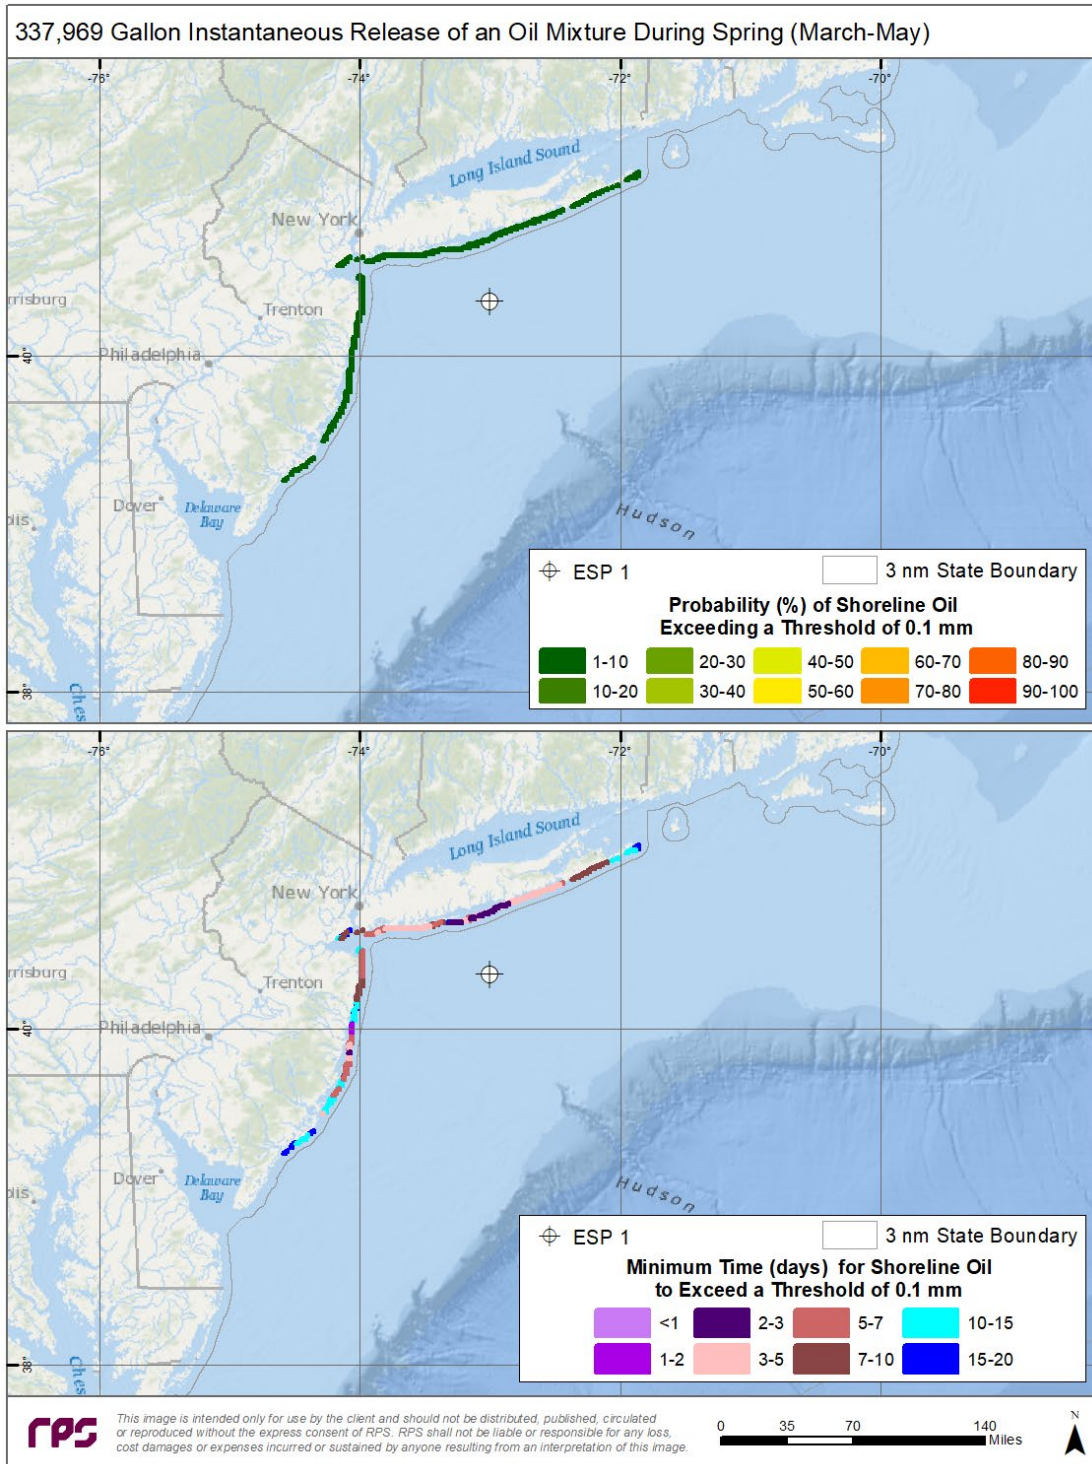 337,969 Gallon Instantaneous Release of an Oil Mixture During Spring (March-May)
-76°
-74°
-72°
-70°
Long Island Sound
New York
rrisburg
Trenton
Philadelphia
40°
Dover
Delaware
Bay
olis
Hudson
38°
Ches
ESP 1
3 nm State Boundary
Probability (%) of Shoreline Oil
Exceeding a Threshold of 0.1 mm
1-10
20-30
40-50
60-70
80-90
10-20
30-40
50-60
70-80
90-100
-76°
-74°
-72°
-70°
Long Island Sound
New York
rrisburg
Trenton
Philadelphia
40°
Dover
Delaware
Bay
olis
Hudson
38°
Ches
ESP 1
3 nm State Boundary
Minimum Time (days) for Shoreline Oil
to Exceed a Threshold of 0.1 mm
<1
2-3
5-7
10-15
1-2
3-5
7-10
15-20
rps
This image is intended only for use by the client and should not be distributed, published, circulated
or reproduced without the express consent of RPS. RPS shall not be liable or responsible for any loss,
cost damages or expenses incurred or sustained by anyone resulting from an interpretation of this image.
0 35 70 140
Miles
N